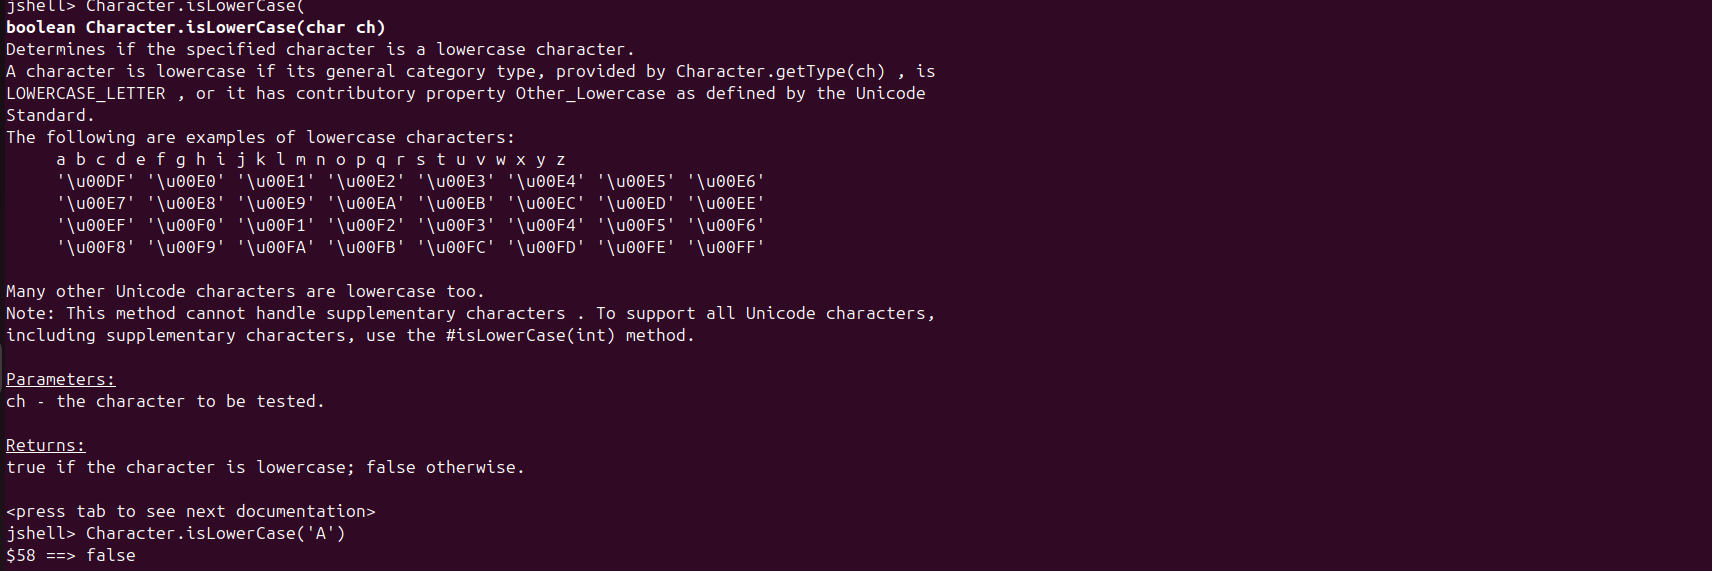 jshell> Character.isLowerCase(
boolean Character.isLowerCase(char ch)
Determines if the specified character is a lowercase character.
A character is lowercase if its general category type, provided by Character.getType(ch) , is
LOWERCASE_LETTER , or it has contributory property Other_Lowercase as defined by the Unicode
Standard.
The following are examples of lowercase characters:
     a b c d e f g h i j k l m n o p q r s t u v w x y z
     '\u00DF' '\u00E0' '\u00E1' '\u00E2' '\u00E3' '\u00E4' '\u00E5' '\u00E6'
     '\u00E7' '\u00E8' '\u00E9' '\u00EA' '\u00EB' '\u00EC' '\u00ED' '\u00EE'
     '\u00EF' '\u00F0' '\u00F1' '\u00F2' '\u00F3' '\u00F4' '\u00F5' '\u00F6'
     '\u00F8' '\u00F9' '\u00FA' '\u00FB' '\u00FC' '\u00FD' '\u00FE' '\u00FF'
Many other Unicode characters are lowercase too.
Note: This method cannot handle supplementary characters . To support all Unicode characters,
including supplementary characters, use the #isLowerCase(int) method.
Parameters:
ch - the character to be tested.
Returns:
true if the character is lowercase; false otherwise.
<press tab to see next documentation>
jshell> Character.isLowerCase('A')
$58 ==> false